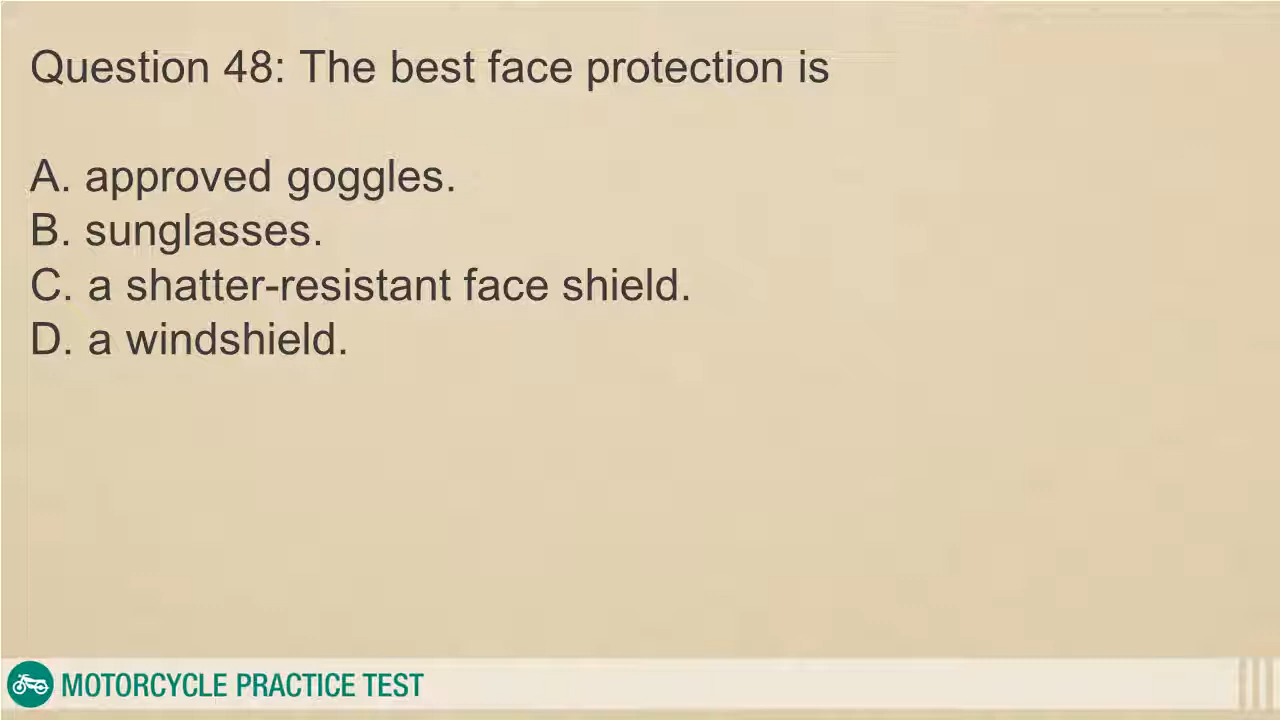 Question 48: The best face protection is
A. approved goggles.
B. sunglasses.
C. a shatter-resistant face shield.
D. a windshield.
MOTORCYCLE PRACTICE TEST